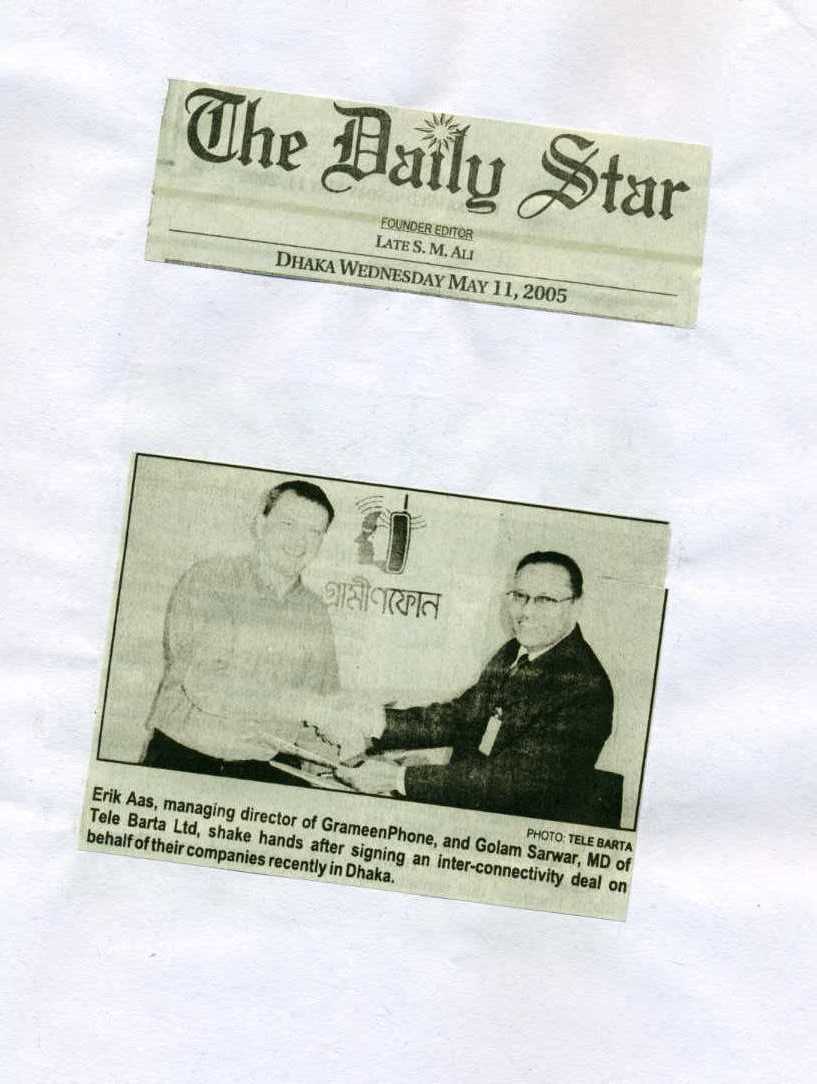 The Daily Star
FOUNDER EDITOR
LATE S. M. ALI
DHAKA WEDNESDAY MAY 11, 2005
গ্রামীণফোন
PHOTO: TELE BARTA
Erik Aas, managing director of GrameenPhone, and Golam Sarwar, MD of
Tele Barta Ltd, shake hands after signing an inter-connectivity deal on
behalf of their companies recently in Dhaka.